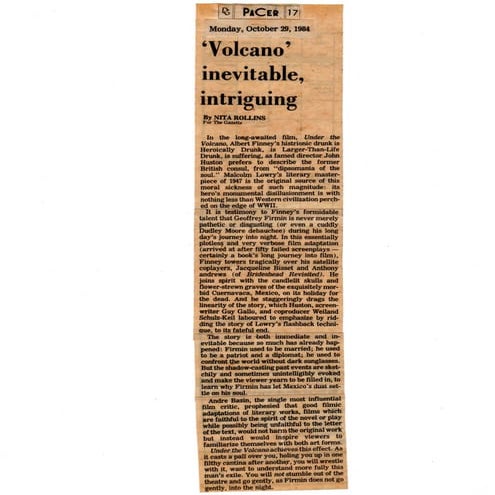 PACER 17
Monday, October 29, 1984
‘Volcano’
inevitable,
intriguing
By NITA ROLLINS
For The Gazette
In the long-awaited film, Under the
Volcano, Albert Finney's histrionic drunk is
Heroically Drunk, is Larger-Than-Life
Drunk, is suffering, as famed director John
Huston prefers to describe the former
British consul, from "dipsomania of the
soul." Malcolm Lowry's literary master-
piece of 1947 is the original source of this
moral sickness of such magnitude: its
hero's monumental disillusionment is with
nothing less than Western civilization perch-
ed on the edge of WWII.
It is testimony to Finney's formidable
talent that Geoffrey Firmin is never merely
pathetic or disgusting (or even a cuddly
Dudley Moore debauchee) during his long
day's journey into night. In this essentially
plotless and very verbose film adaptation
(arrived at after fifty failed screenplays —
certainly a book's long journey into film),
Finney towers tragically over his satellite
coplayers, Jacqueline Bisset and Anthony
andrews (of Brideshead Revisited). He
joins spirit with the candlelit skulls and
flower-strewn graves of the exquisitely mor-
bid Cuernavaca, Mexico, on its holiday for
the dead. And he staggeringly drags the
linearity of the story, which Huston, screen-
writer Guy Gallo, and coproducer Weiland
Schulz-Keil laboured to emphasize by rid-
ding the story of Lowry's flashback techni-
que, to its fateful end.
The story is both immediate and in-
evitable because so much has already hap-
pened: Firmin used to be married; he used
to be a patriot and a diplomat; he used to
confront the world without dark sunglasses.
But the shadow-casting past events are sket-
chily and sometimes unintelligibly evoked
and make the viewer yearn to be filled in, to
learn why Firmin has let Mexico's dust set-
tle on his soul.
Andre Bazin, the single most influential
film critic, prophesied that good filmic
adaptations of literary works, films which
are faithful to the spirit of the novel or play
while possibly being unfaithful to the letter
of the text, would not harm the original work
but instead would inspire viewers to
familiarize themselves with both art forms.
Under the Volcano achieves this effect. As
it casts a pall over you, holing you up in one
filthy cantina after another, you will wrestle
with it, want to understand more fully this
man's exile. You will not stumble out of the
theatre and go gently, as Firmin does not go
gently, into the night.